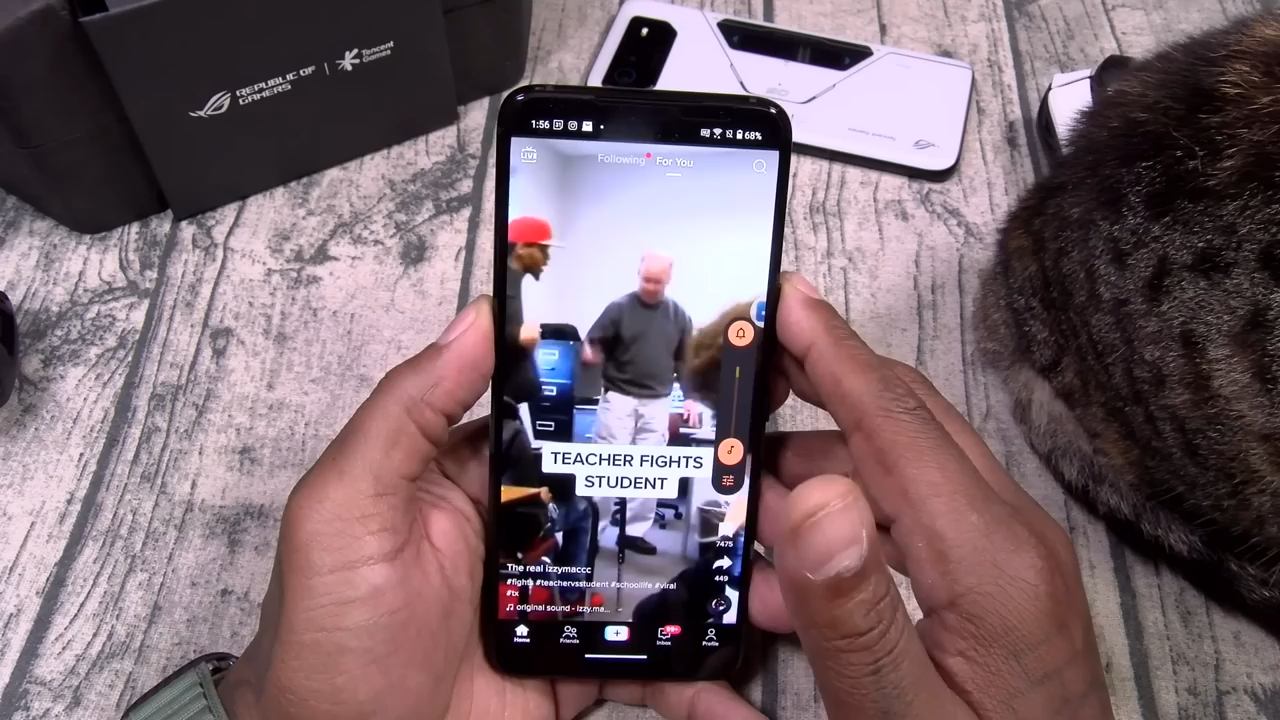 REPUBLIC OF
GAMERS
Tencent
Games
1:56
68%
LIVE
Following
For You
TEACHER FIGHTS
STUDENT
7475
449
The real izzymaccc
#fights #teachervsstudent #schoollife #viral
#tx
original sound - izzy.ma...
Home
Friends
99+
Inbox
Profile